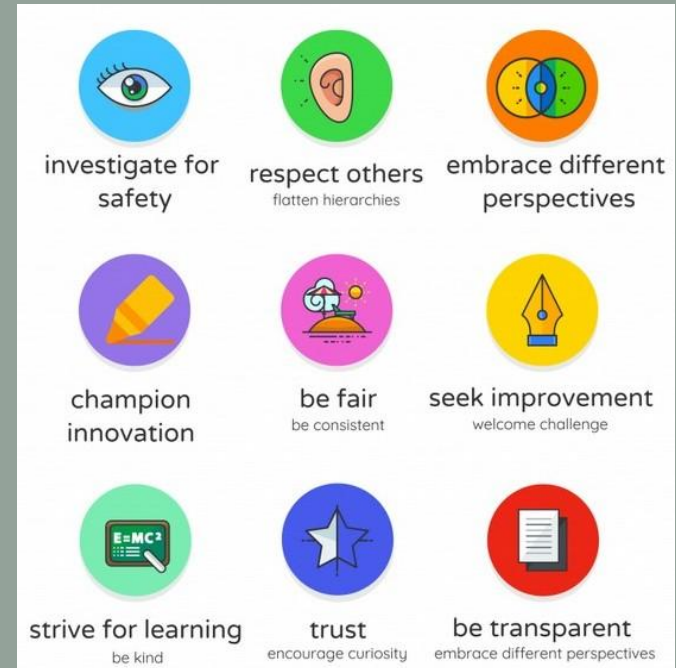 investigate for
safety
respect others
flatten hierarchies
embrace different
perspectives
champion
innovation
be fair
be consistent
seek improvement
welcome challenge
E=MC²
strive for learning
be kind
trust
encourage curiosity
be transparent
embrace different perspectives